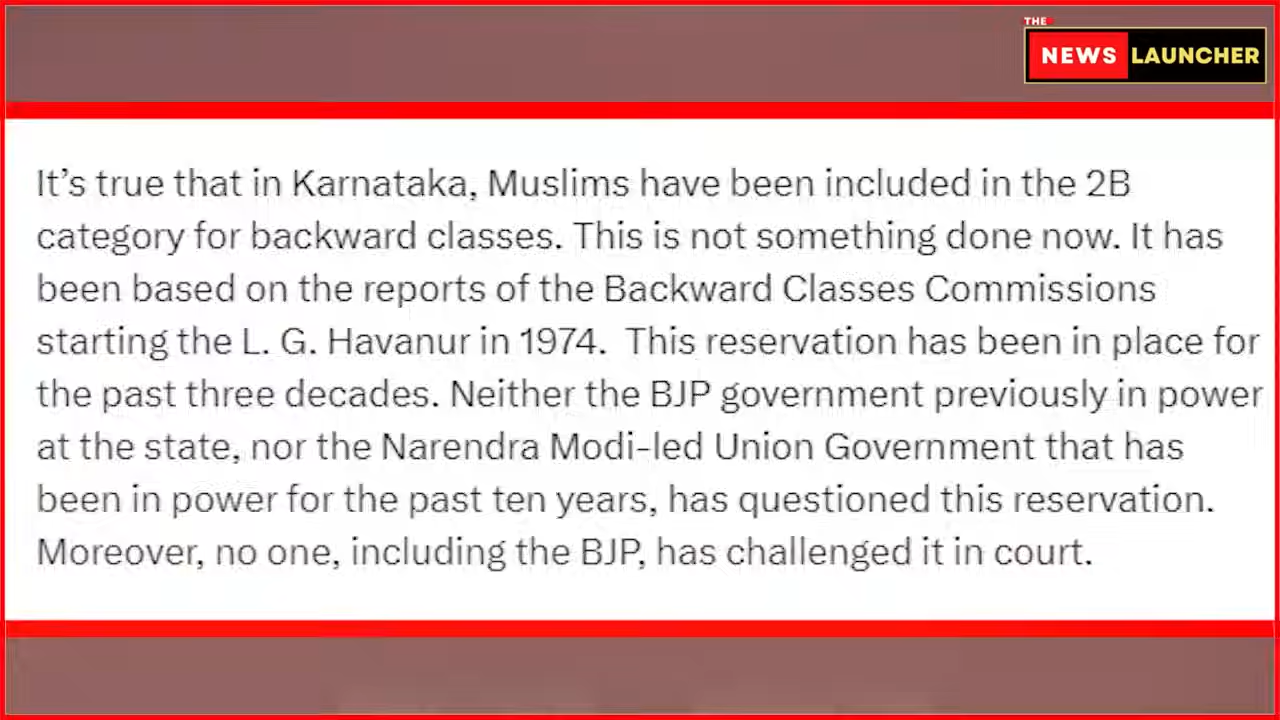 THE
NEWS LAUNCHER
It's true that in Karnataka, Muslims have been included in the 2B
category for backward classes. This is not something done now. It has
been based on the reports of the Backward Classes Commissions
starting the L. G. Havanur in 1974.  This reservation has been in place for
the past three decades. Neither the BJP government previously in power
at the state, nor the Narendra Modi-led Union Government that has
been in power for the past ten years, has questioned this reservation.
Moreover, no one, including the BJP, has challenged it in court.